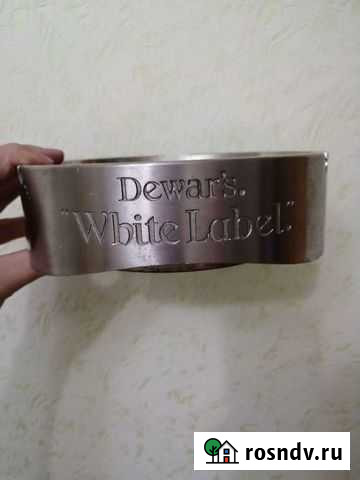 Dewar's.
"White Label."
rosndv.ru